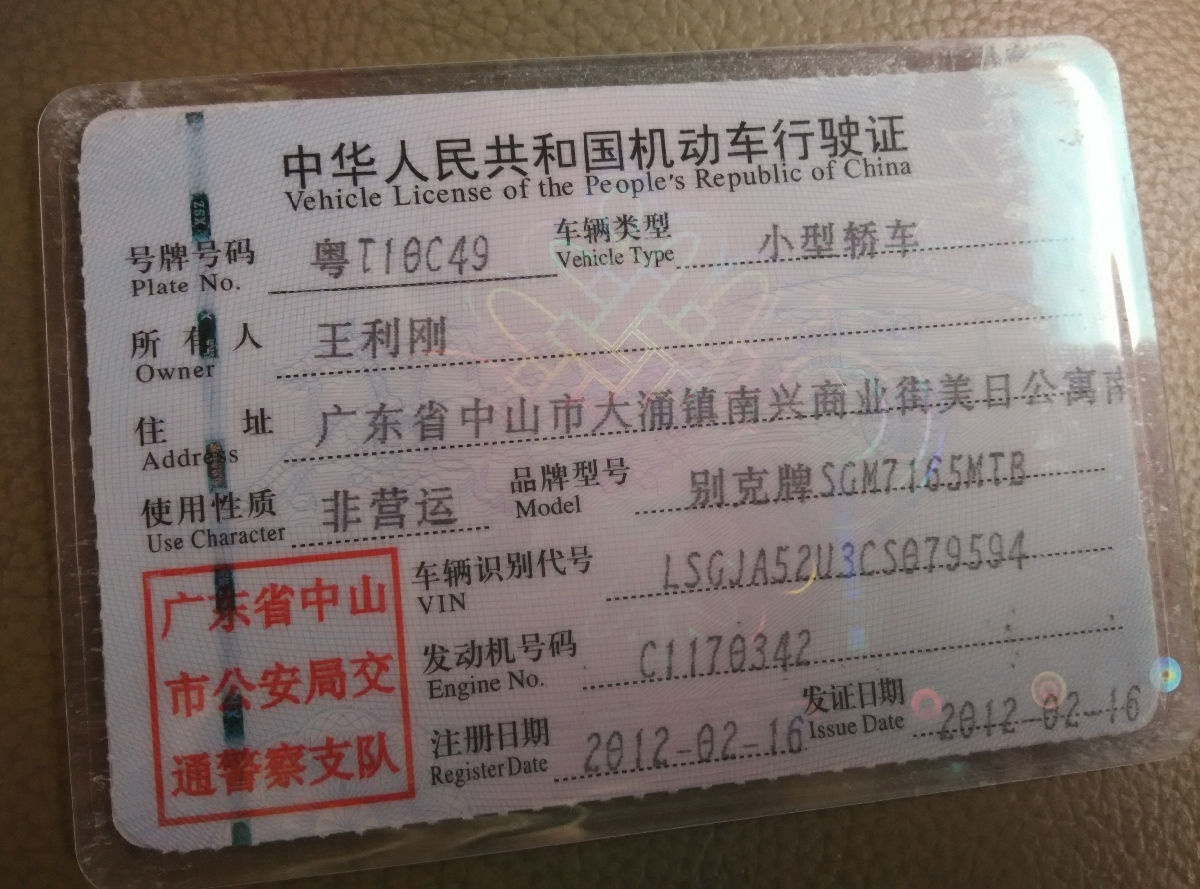 中华人民共和国机动车行驶证
Vehicle License of the People's Republic of China
号牌号码 粤T10C49 车辆类型 小型轿车
Plate No. Vehicle Type
所有人 王利刚
Owner
住址 广东省中山市大涌镇南兴商业街美日公寓南
Address
使用性质 非营运 品牌型号 别克牌SGM7165MTB
Use Character Model
车辆识别代号 LSGJA52U3CS079594
VIN
发动机号码 C1170342
Engine No.
注册日期 2012-02-16 发证日期 2012-02-16
Register Date Issue Date
广东省中山
市公安局交
通警察支队